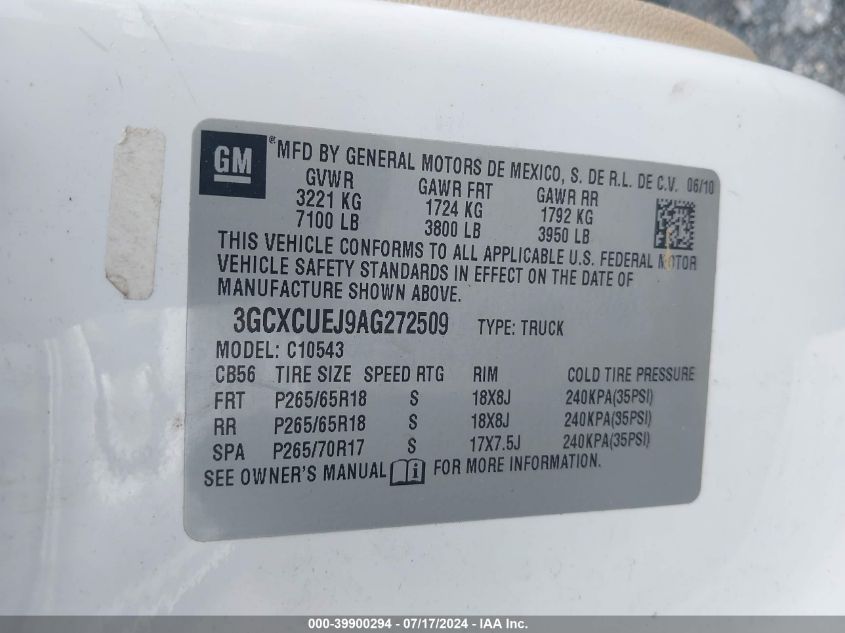 GM ® MFD BY GENERAL MOTORS DE MEXICO, S. DE R.L. DE C.V. 06/10
GVWR GAWR FRT GAWR RR
3221 KG 1724 KG 1792 KG
7100 LB 3800 LB 3950 LB
THIS VEHICLE CONFORMS TO ALL APPLICABLE U.S. FEDERAL MOTOR
VEHICLE SAFETY STANDARDS IN EFFECT ON THE DATE OF
MANUFACTURE SHOWN ABOVE.
3GCXCUEJ9AG272509 TYPE: TRUCK
MODEL: C10543
CB56 TIRE SIZE SPEED RTG RIM COLD TIRE PRESSURE
FRT P265/65R18 S 18X8J 240KPA(35PSI)
RR P265/65R18 S 18X8J 240KPA(35PSI)
SPA P265/70R17 S 17X7.5J 240KPA(35PSI)
SEE OWNER'S MANUAL i FOR MORE INFORMATION.
000-39900294 - 07/17/2024 - IAA Inc.